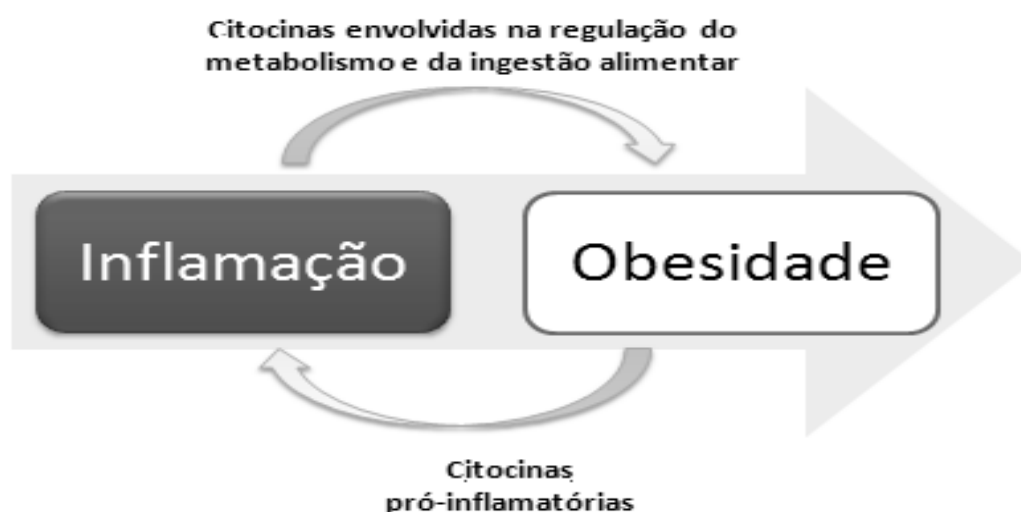 Citocinas envolvidas na regulação do
metabolismo e da ingestão alimentar
Inflamação
Obesidade
Citocinas
pró-inflamatórias